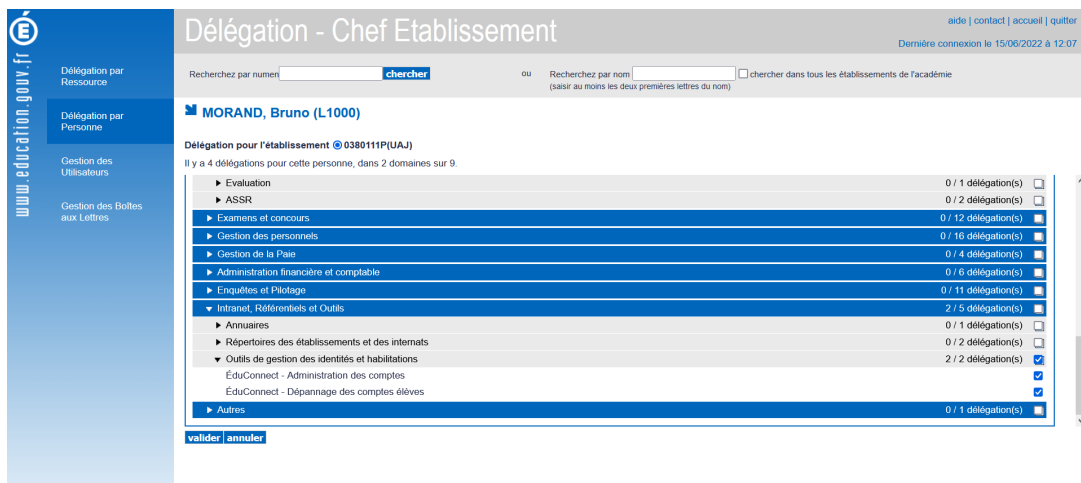 aide | contact | accueil | quitter
Délégation - Chef Etablissement
Dernière connexion le 15/06/2022 à 12:07
www.education.gouv.fr
Délégation par
Ressource
Délégation par
Personne
Gestion des
Utilisateurs
Gestion des Boîtes
aux Lettres
Recherchez par numen chercher ou Recherchez par nom chercher dans tous les établissements de l'académie
(saisir au moins les deux premières lettres du nom)
MORAND, Bruno (L1000)
Délégation pour l'établissement 0380111P(UAJ)
Il y a 4 délégations pour cette personne, dans 2 domaines sur 9.
Evaluation 0 / 1 délégation(s)
ASSR 0 / 2 délégation(s)
Examens et concours 0 / 12 délégation(s)
Gestion des personnels 0 / 16 délégation(s)
Gestion de la Paie 0 / 4 délégation(s)
Administration financière et comptable 0 / 6 délégation(s)
Enquêtes et Pilotage 0 / 11 délégation(s)
Intranet, Référentiels et Outils 2 / 5 délégation(s)
Annuaires 0 / 1 délégation(s)
Répertoires des établissements et des internats 0 / 2 délégation(s)
Outils de gestion des identités et habilitations 2 / 2 délégation(s)
ÉduConnect - Administration des comptes
ÉduConnect - Dépannage des comptes élèves
Autres 0 / 1 délégation(s)
valider annuler